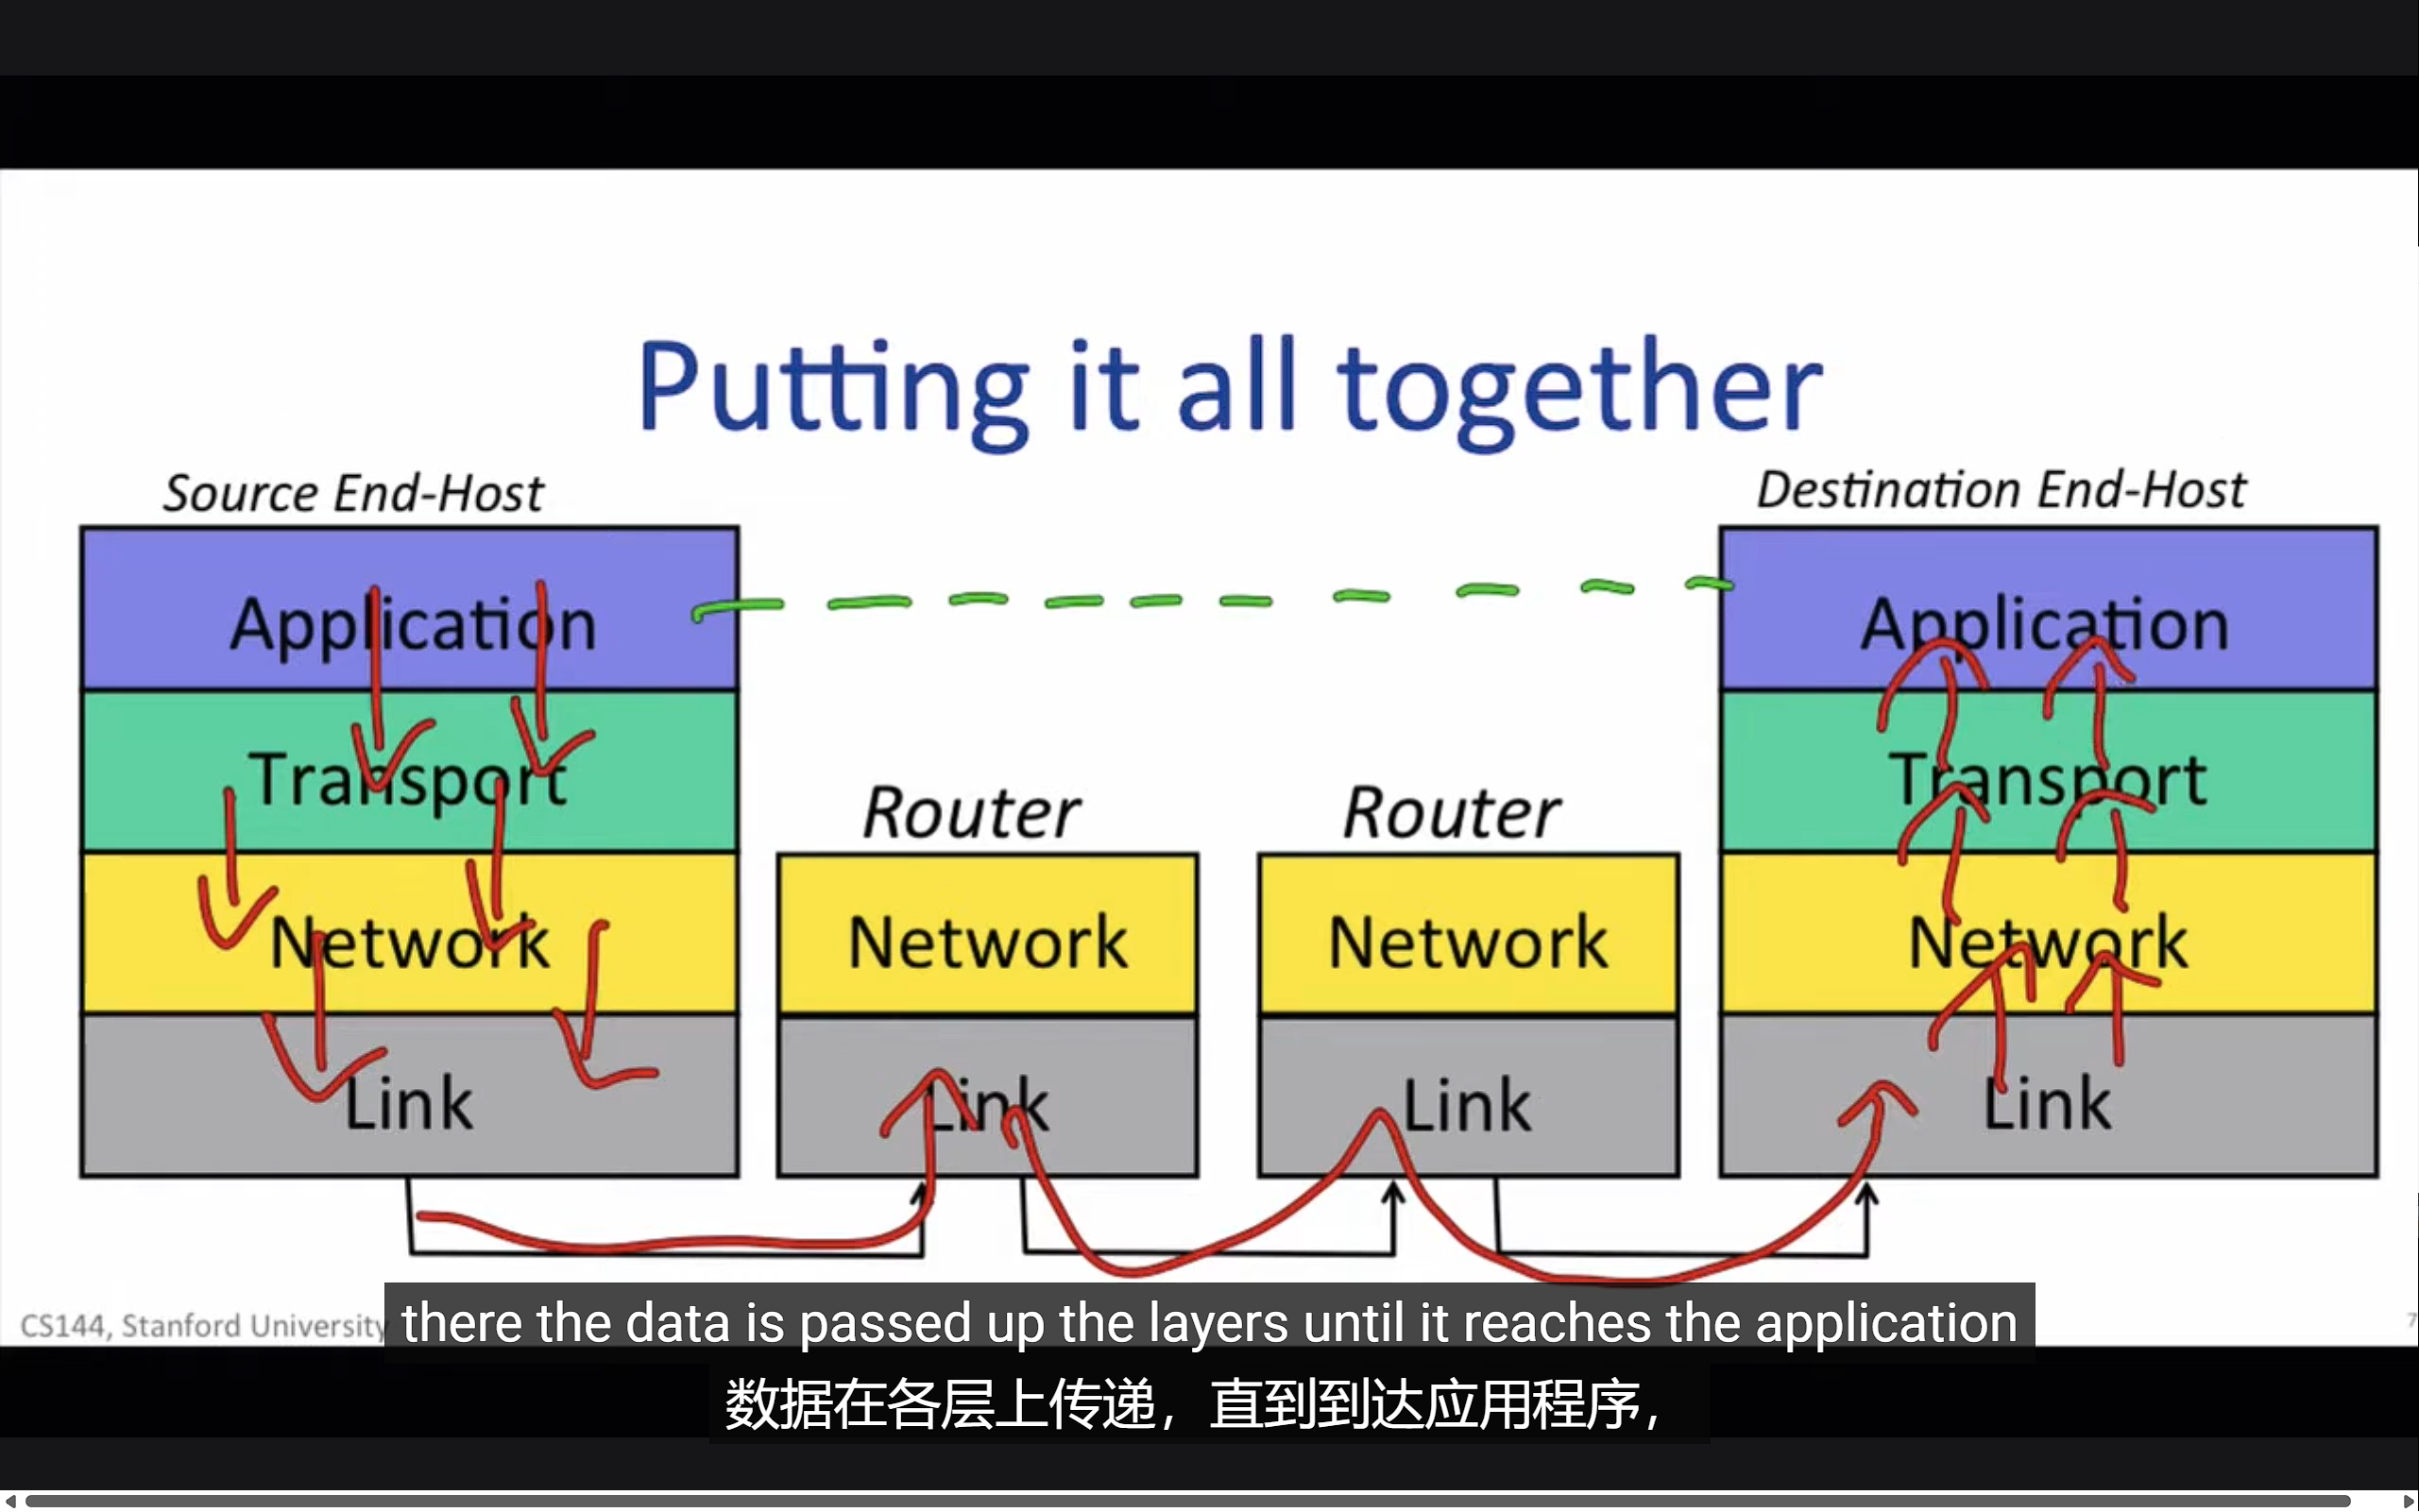 Putting it all together
Source End-Host
Destination End-Host
Application
Application
Transport
Transport
Router
Router
Network
Network
Network
Network
Link
Link
Link
Link
CS144, Stanford University
7
there the data is passed up the layers until it reaches the application
数据在各层上传递，直到到达应用程序，